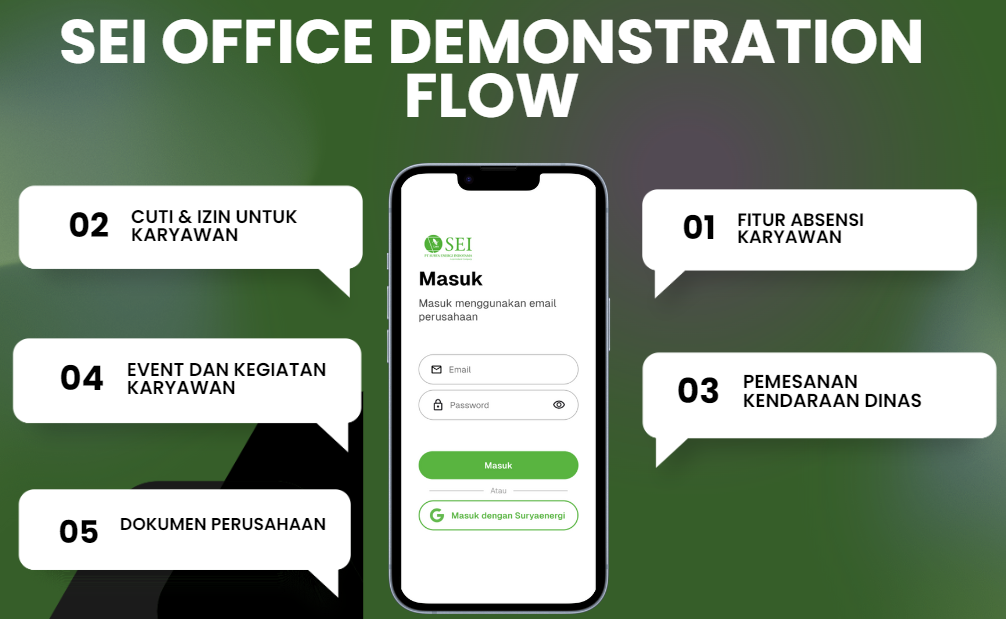 SEI OFFICE DEMONSTRATION
FLOW
02
CUTI & IZIN UNTUK
KARYAWAN
01
FITUR ABSENSI
KARYAWAN
04
EVENT DAN KEGIATAN
KARYAWAN
03
PEMESANAN
KENDARAAN DINAS
05
DOKUMEN PERUSAHAAN
SEI
Masuk
Masuk menggunakan email
perusahaan
Email
Password
Masuk
Atau
G Masuk dengan Suryaenergi